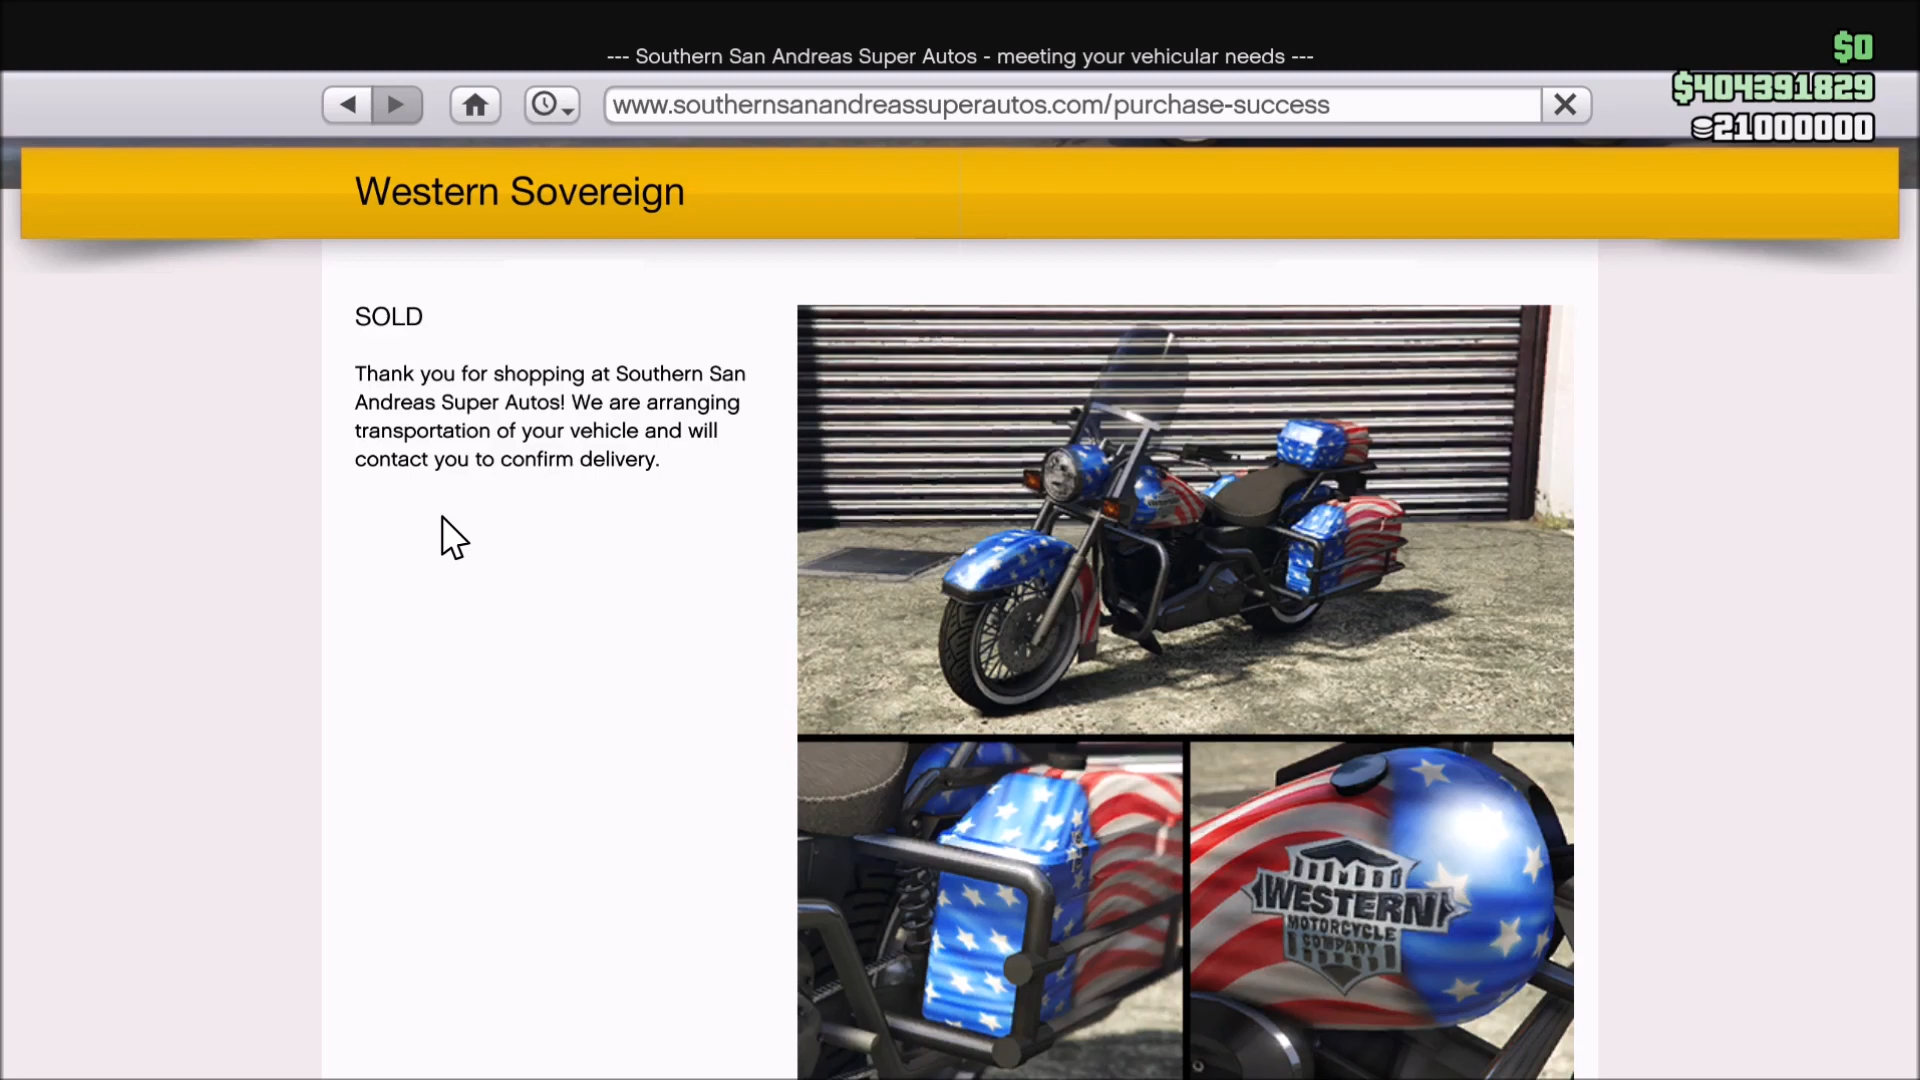 --- Southern San Andreas Super Autos - meeting your vehicular needs ---
$0
$404391829
21000000
www.southernsanandreassuperautos.com/purchase-success
Western Sovereign
SOLD
Thank you for shopping at Southern San
Andreas Super Autos! We are arranging
transportation of your vehicle and will
contact you to confirm delivery.
WESTERN
MOTORCYCLE
COMPANY